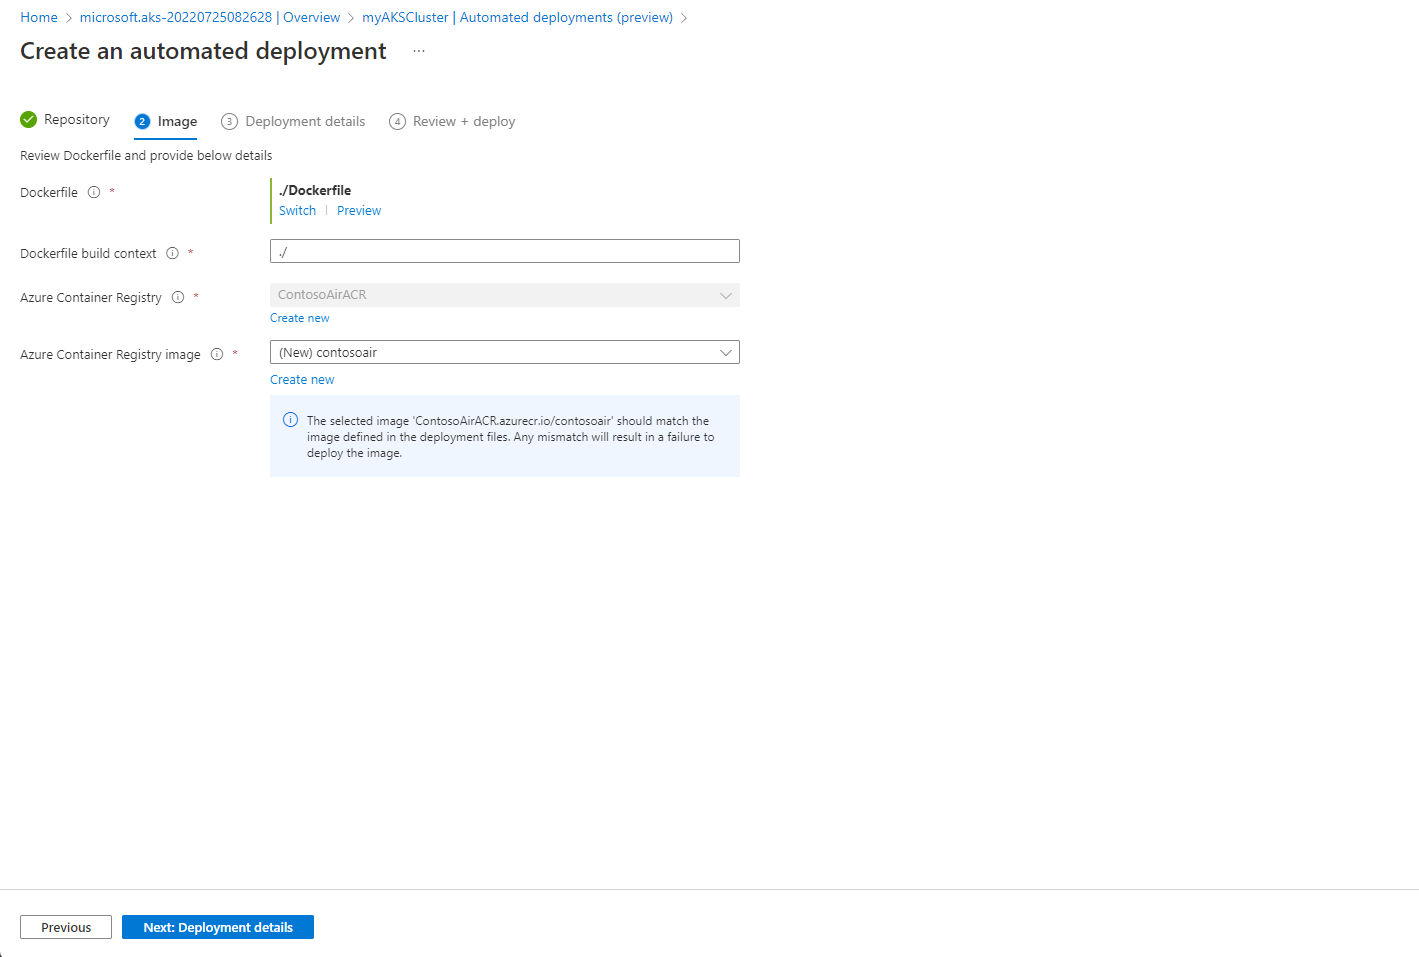 Home > microsoft.aks-20220725082628 | Overview > myAKSCluster | Automated deployments (preview) >
Create an automated deployment ...
Repository 2 Image 3 Deployment details 4 Review + deploy
Review Dockerfile and provide below details
Dockerfile * ./Dockerfile
Switch | Preview
Dockerfile build context * ./
Azure Container Registry * ContosoAirACR
Create new
Azure Container Registry image * (New) contosoair
Create new
The selected image 'ContosoAirACR.azurecr.io/contosoair' should match the
image defined in the deployment files. Any mismatch will result in a failure to
deploy the image.
Previous Next: Deployment details